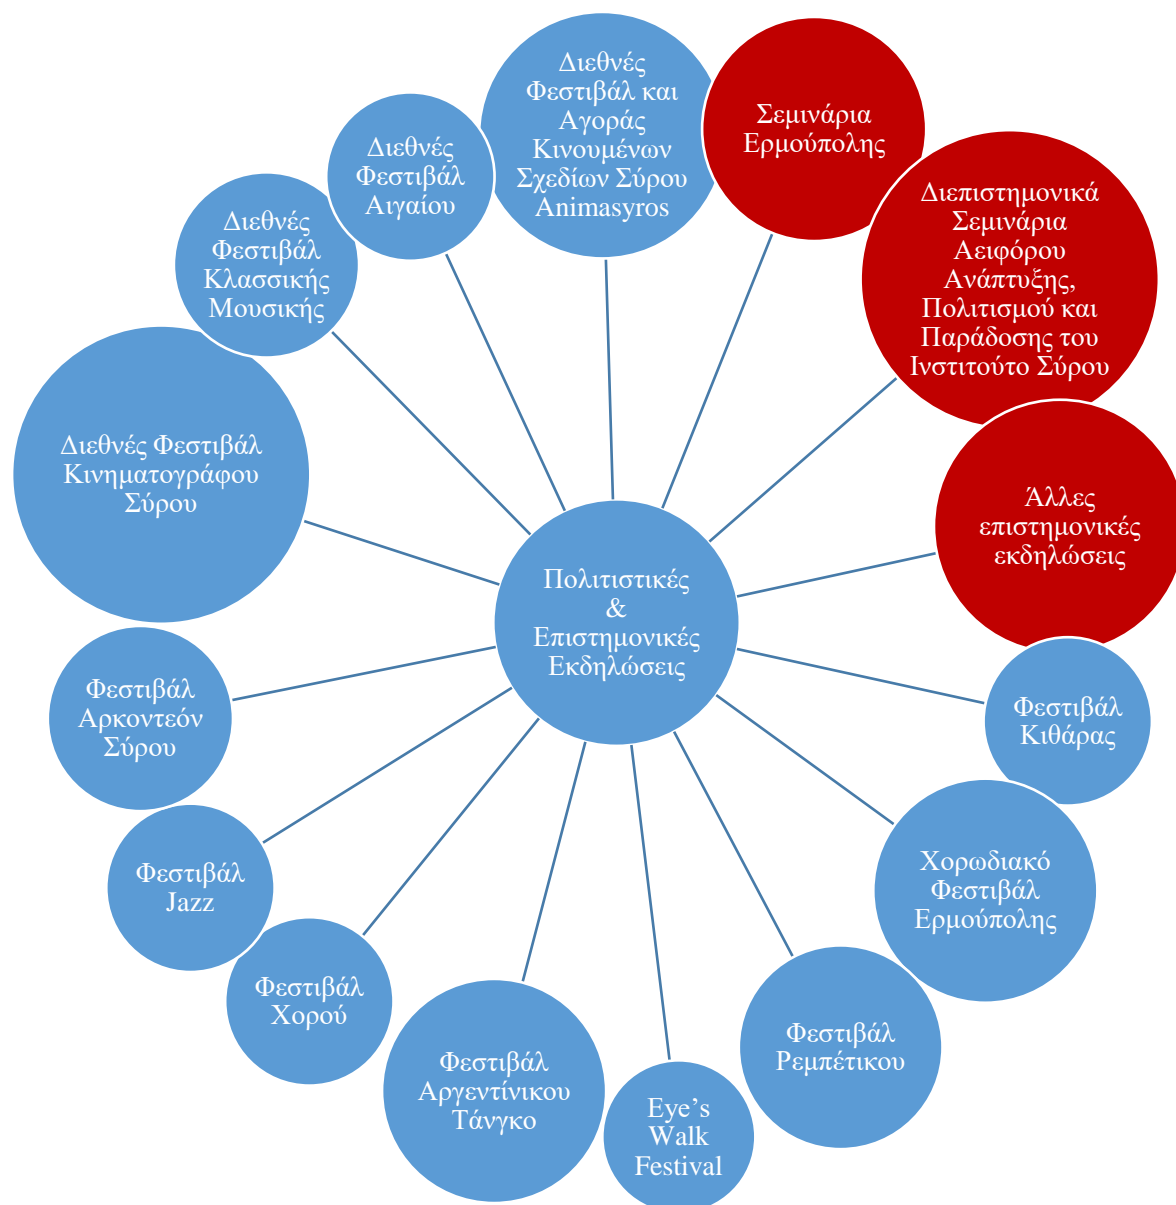 Διεθνές
Φεστιβάλ και
Αγοράς
Κινουμένων
Σχεδίων Σύρου
Animasyros
Σεμινάρια
Ερμούπολης
Διεπιστημονικά
Σεμινάρια
Αειφόρου
Ανάπτυξης,
Πολιτισμού και
Παράδοσης του
Ινστιτούτο Σύρου
Άλλες
επιστημονικές
εκδηλώσεις
Φεστιβάλ
Κιθάρας
Χορωδιακό
Φεστιβάλ
Ερμούπολης
Φεστιβάλ
Ρεμπέτικου
Eye’s
Walk
Festival
Φεστιβάλ
Αργεντίνικου
Τάνγκο
Φεστιβάλ
Χορού
Φεστιβάλ
Jazz
Φεστιβάλ
Αρκοντεόν
Σύρου
Διεθνές Φεστιβάλ
Κινηματογράφου
Σύρου
Διεθνές
Φεστιβάλ
Κλασσικής
Μουσικής
Διεθνές
Φεστιβάλ
Αιγαίου
Πολιτιστικές
&
Επιστημονικές
Εκδηλώσεις